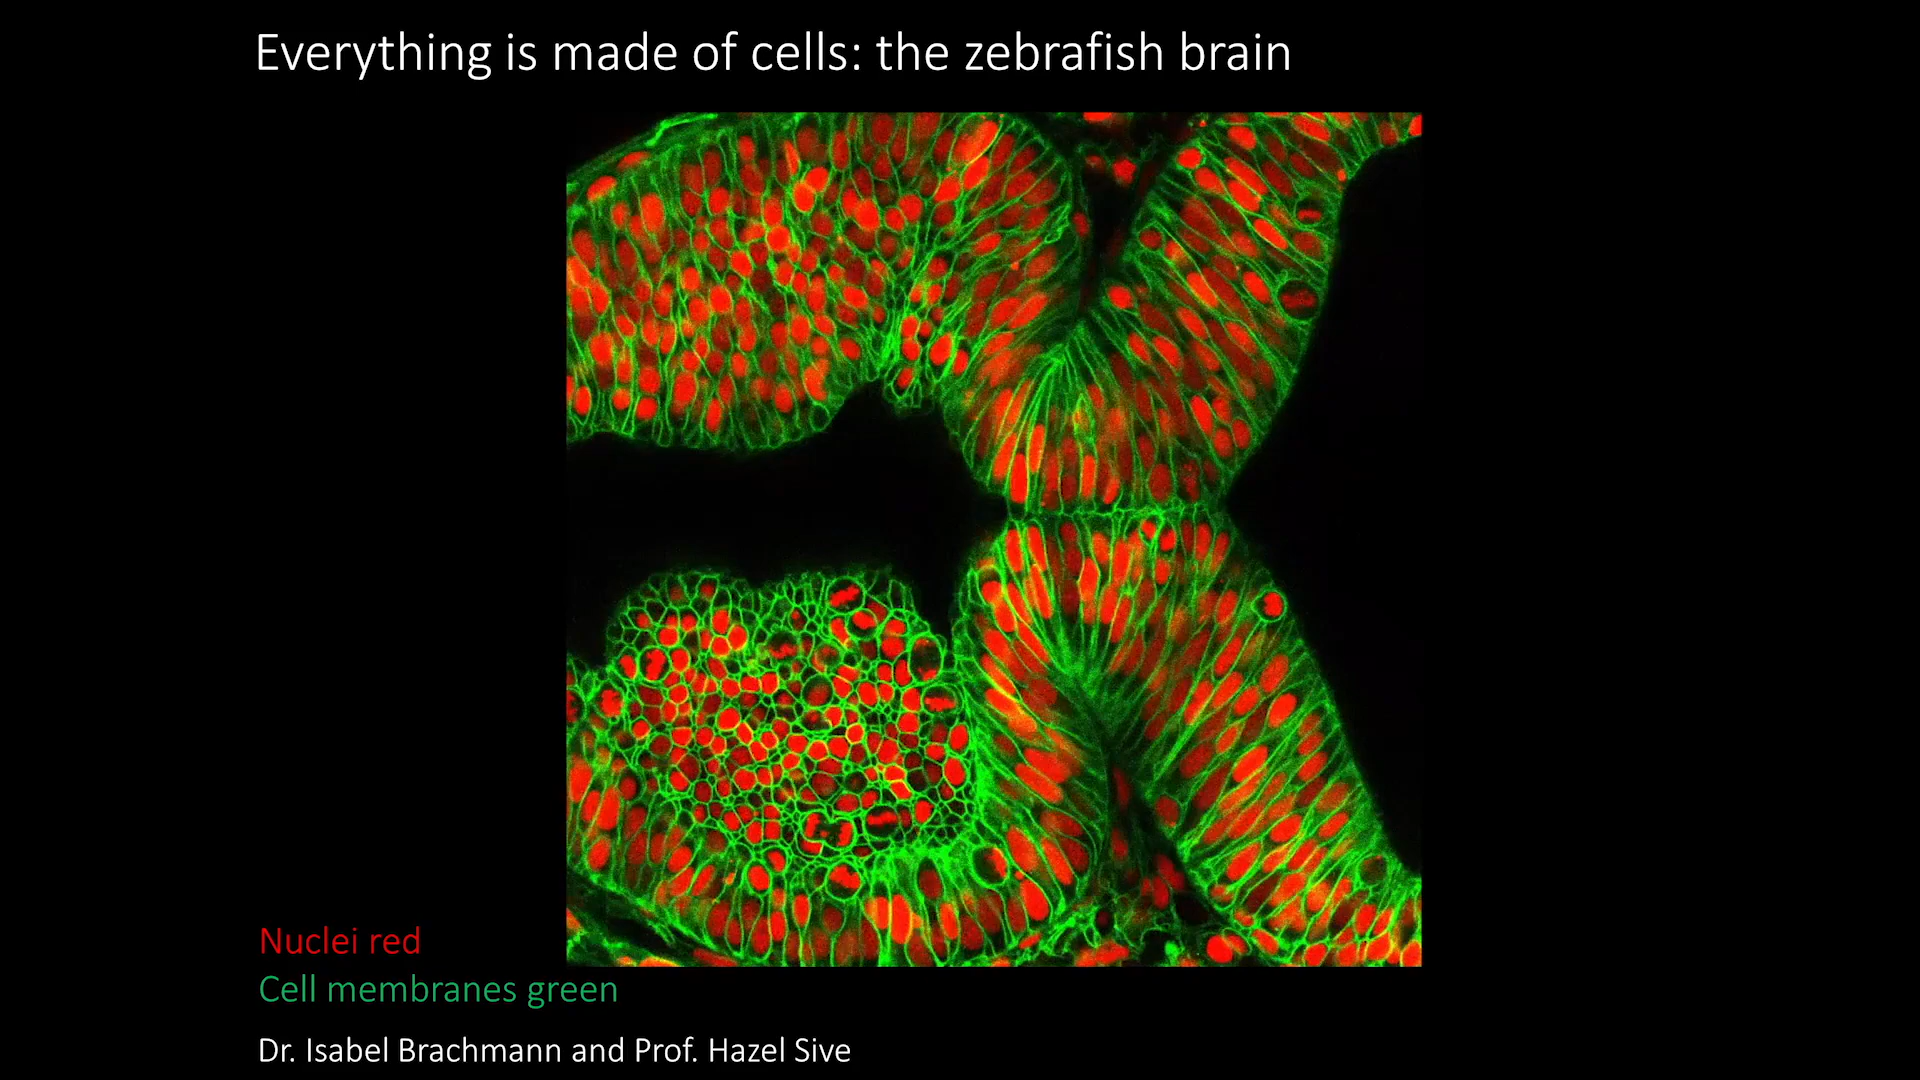 Everything is made of cells: the zebrafish brain
Nuclei red
Cell membranes green
Dr. Isabel Brachmann and Prof. Hazel Sive